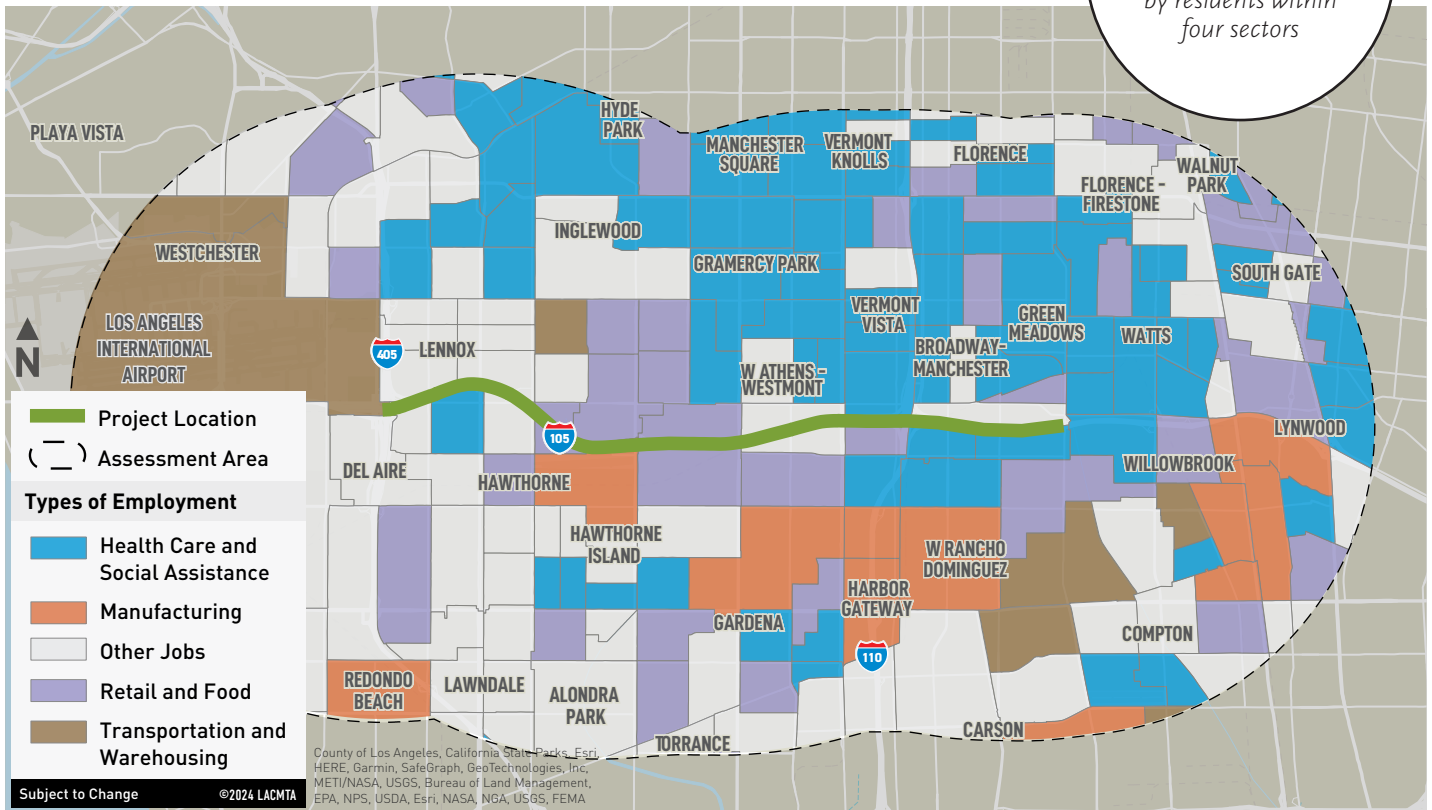 by residents within
four sectors
PLAYA VISTA
HYDE
PARK
MANCHESTER
SQUARE
VERMONT
KNOLLS
FLORENCE
WALNUT
PARK
FLORENCE -
FIRESTONE
WESTCHESTER
INGLEWOOD
GRAMERCY PARK
SOUTH GATE
LOS ANGELES
INTERNATIONAL
AIRPORT
N
405
LENNOX
VERMONT
VISTA
GREEN
MEADOWS
WATTS
BROADWAY-
MANCHESTER
W ATHENS -
WESTMONT
105
LYNWOOD
DEL AIRE
HAWTHORNE
WILLOWBROOK
HAWTHORNE
ISLAND
W RANCHO
DOMINGUEZ
HARBOR
GATEWAY
GARDENA
COMPTON
110
REDONDO
BEACH
LAWNDALE
ALONDRA
PARK
TORRANCE
CARSON
Project Location
Assessment Area
Types of Employment
Health Care and
Social Assistance
Manufacturing
Other Jobs
Retail and Food
Transportation and
Warehousing
Subject to Change ©2024 LACMTA
County of Los Angeles, California State Parks, Esri,
HERE, Garmin, SafeGraph, GeoTechnologies, Inc,
METI/NASA, USGS, Bureau of Land Management,
EPA, NPS, USDA, Esri, NASA, NGA, USGS, FEMA